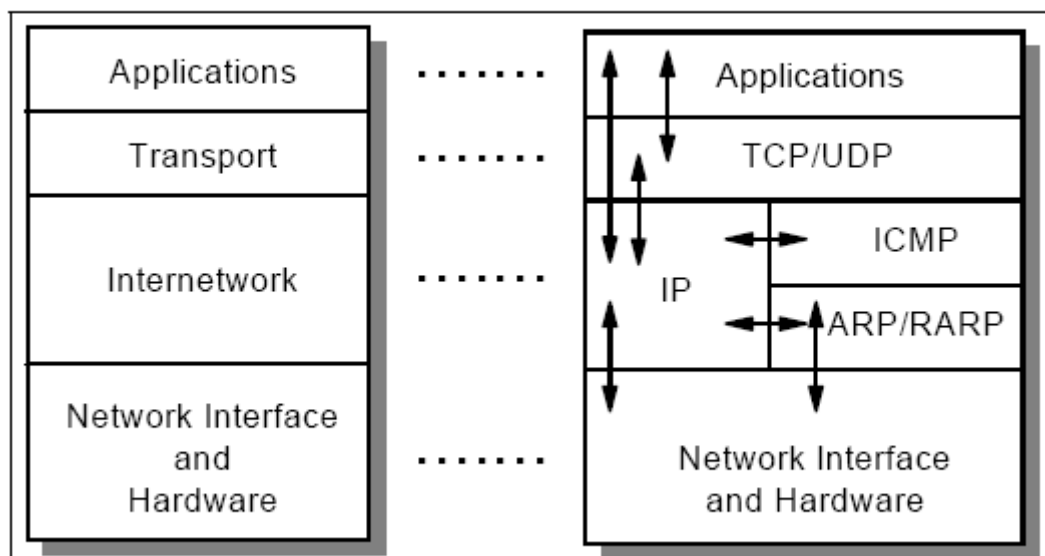 Applications
Transport
Internetwork
Network Interface
and
Hardware
Applications
TCP/UDP
ICMP
IP
ARP/RARP
Network Interface
and Hardware